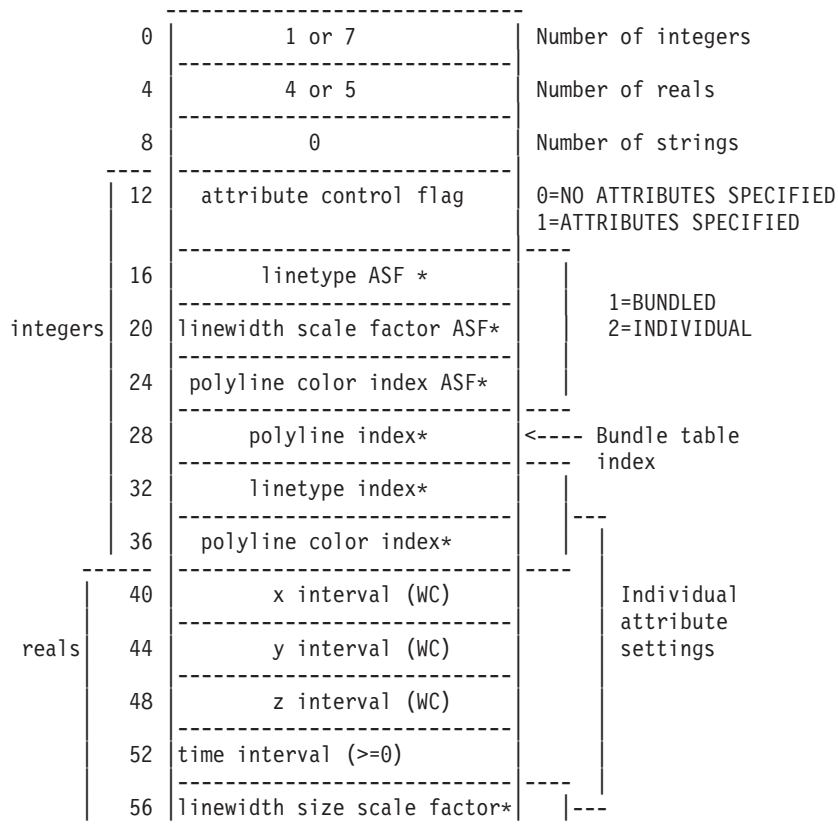 0 1 or 7 Number of integers
4 4 or 5 Number of reals
8 0 Number of strings
12 attribute control flag 0=NO ATTRIBUTES SPECIFIED
1=ATTRIBUTES SPECIFIED
16 linetype ASF *
1=BUNDLED
integers 20 linewidth scale factor ASF* 2=INDIVIDUAL
24 polyline color index ASF*
28 polyline index* <---- Bundle table
index
32 linetype index*
36 polyline color index*
40 x interval (WC) Individual
attribute
reals 44 y interval (WC) settings
48 z interval (WC)
52 time interval (>=0)
56 linewidth size scale factor*